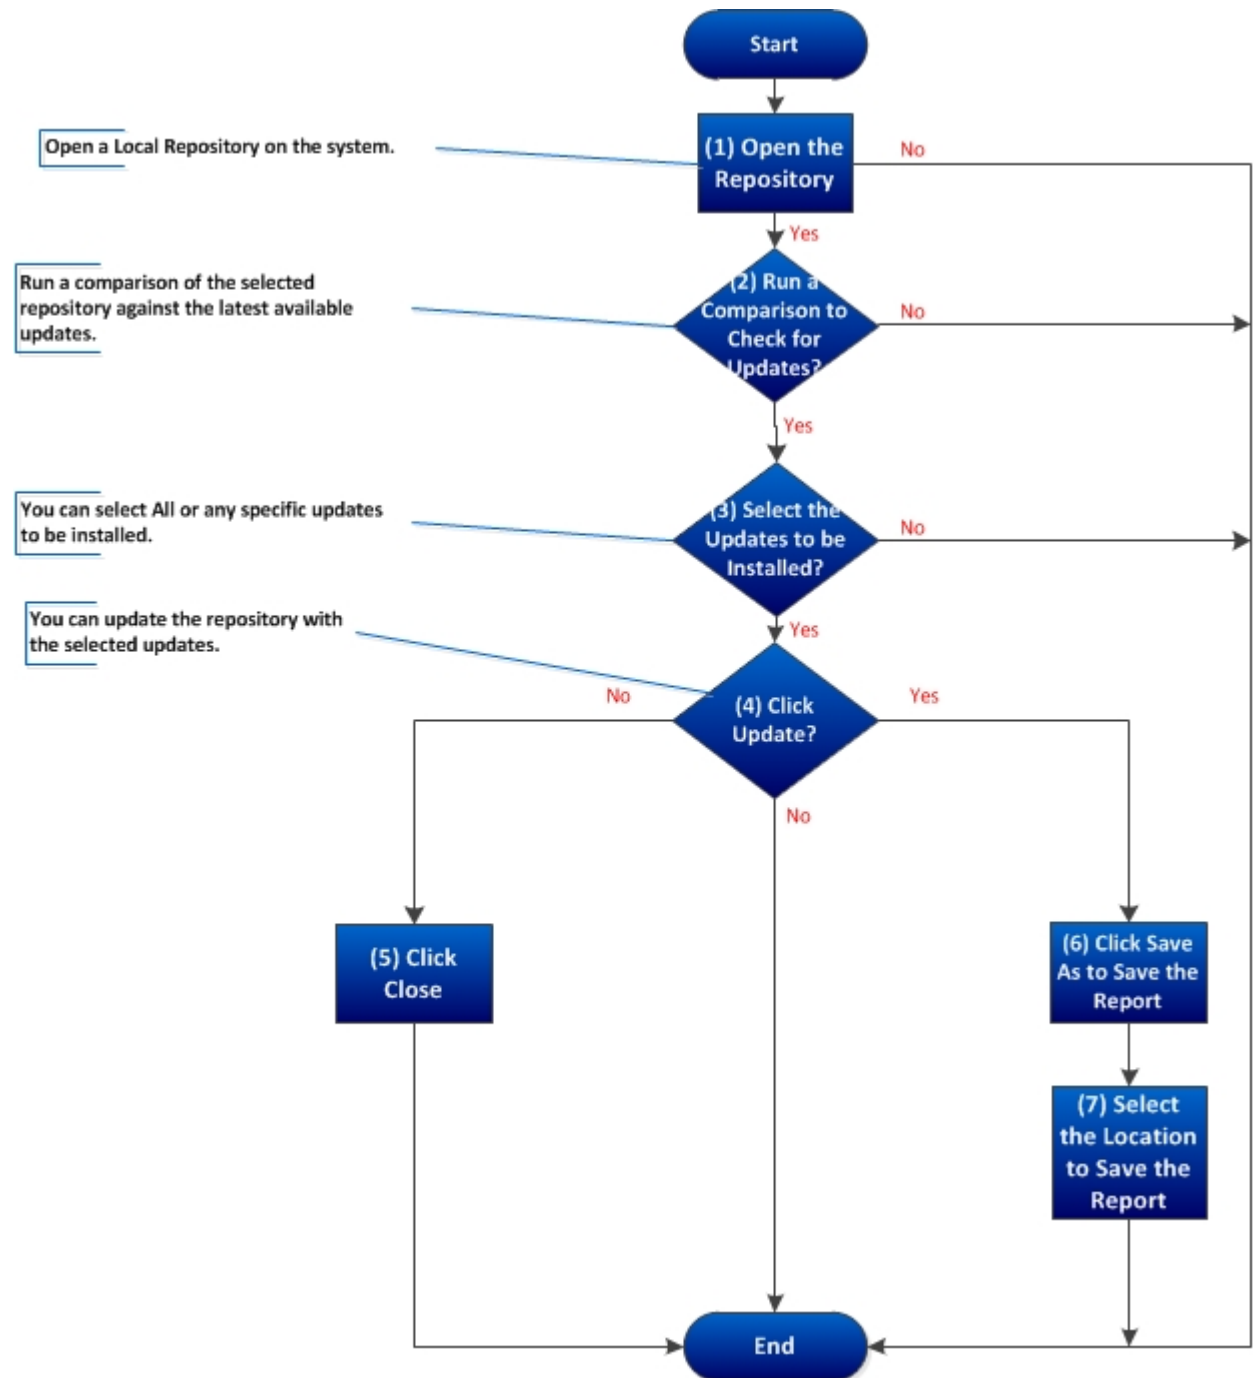 Start
Open a Local Repository on the system.
(1) Open the
Repository
No
Yes
Run a comparison of the selected
repository against the latest available
updates.
(2) Run a
Comparison to
Check for
Updates?
No
Yes
You can select All or any specific updates
to be installed.
(3) Select the
Updates to be
Installed?
No
Yes
You can update the repository with
the selected updates.
No
(4) Click
Update?
Yes
No
(5) Click
Close
(6) Click Save
As to Save the
Report
(7) Select
the Location
to Save the
Report
End